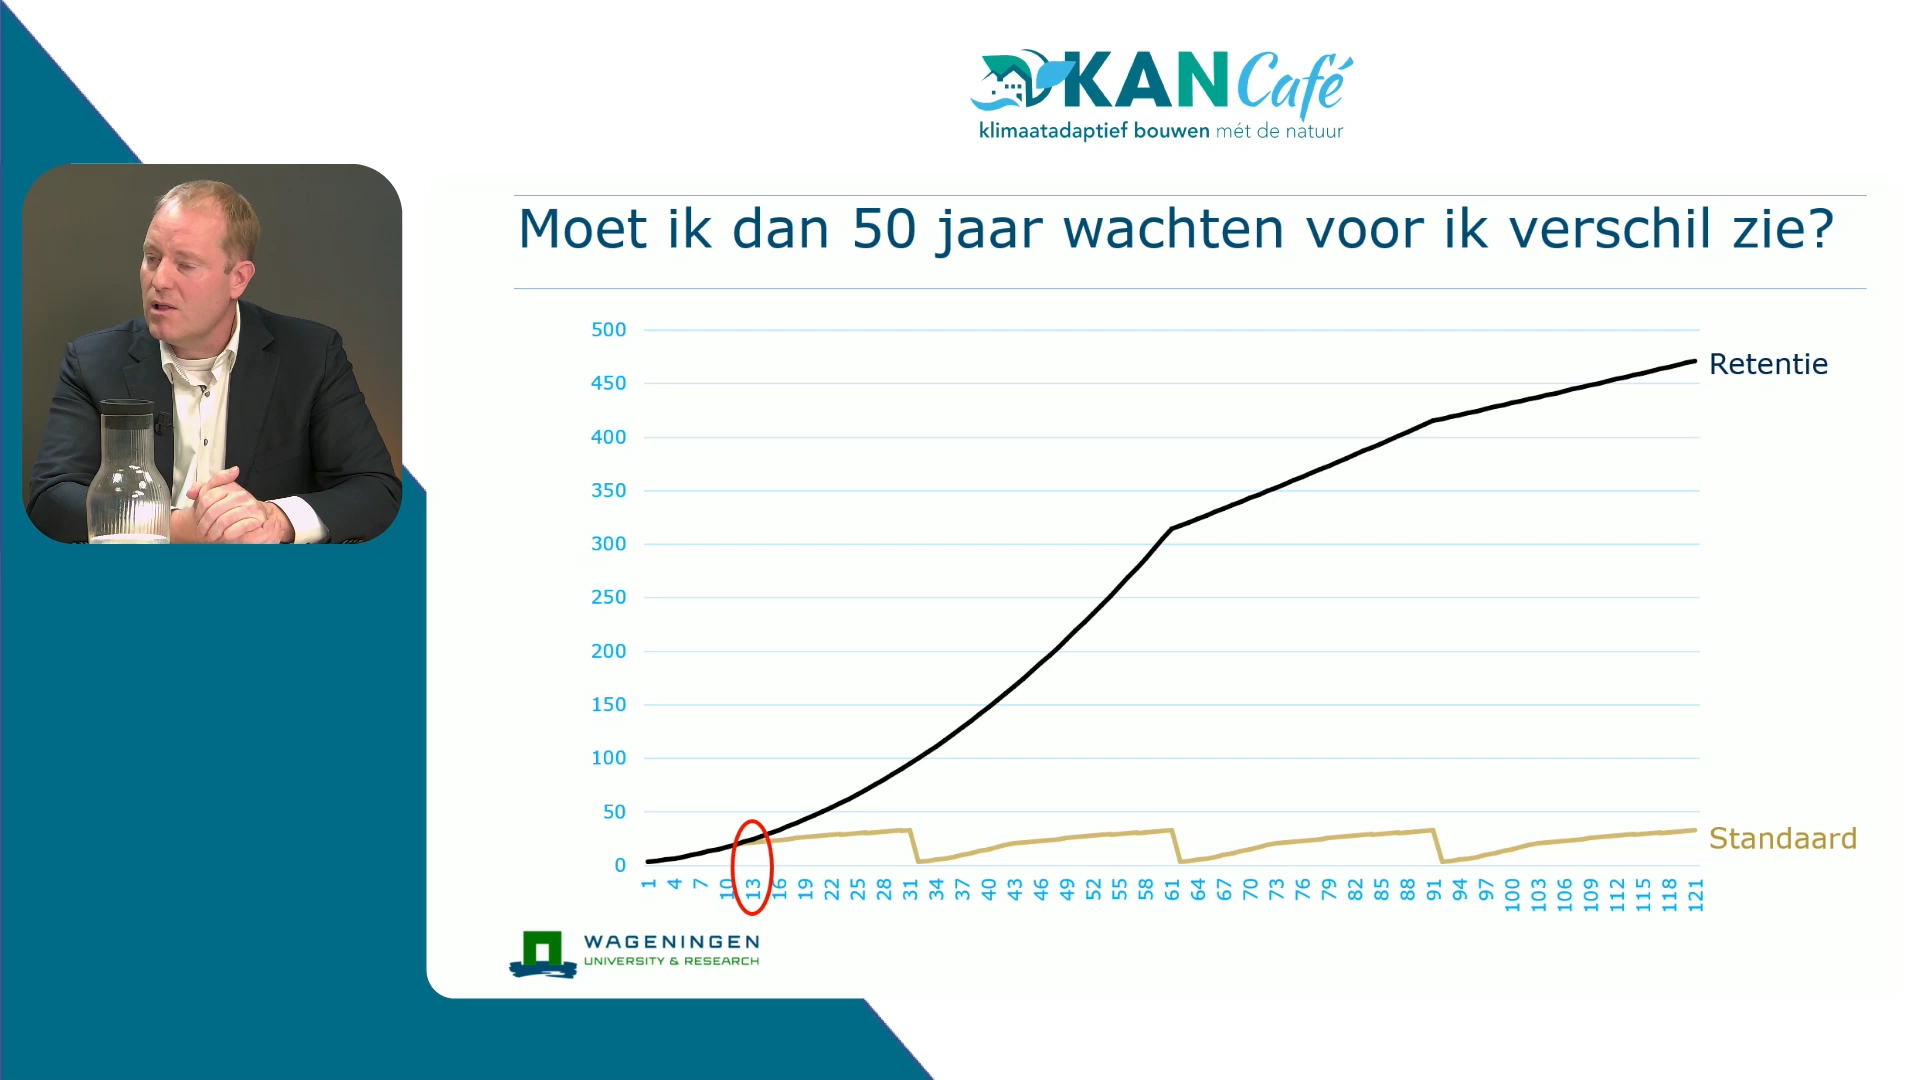 KAN Café
klimaatadaptief bouwen mét de natuur
Moet ik dan 50 jaar wachten voor ik verschil zie?
500
450
400
350
300
250
200
150
100
50
0
Retentie
Standaard
1 4 7 10 13 16 19 22 25 28 31 34 37 40 43 46 49 52 55 58 61 64 67 70 73 76 79 82 85 88 91 94 97 100 103 106 109 112 115 118 121
WAGENINGEN
UNIVERSITY & RESEARCH